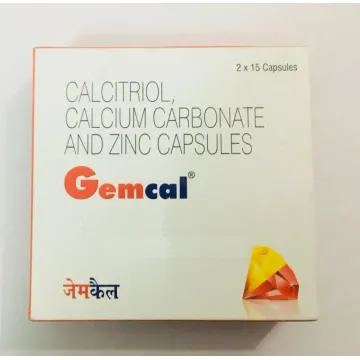 2 x 15 Capsules
CALCITRIOL,
CALCIUM CARBONATE
AND ZINC CAPSULES
Gemcal®
जेमकैल